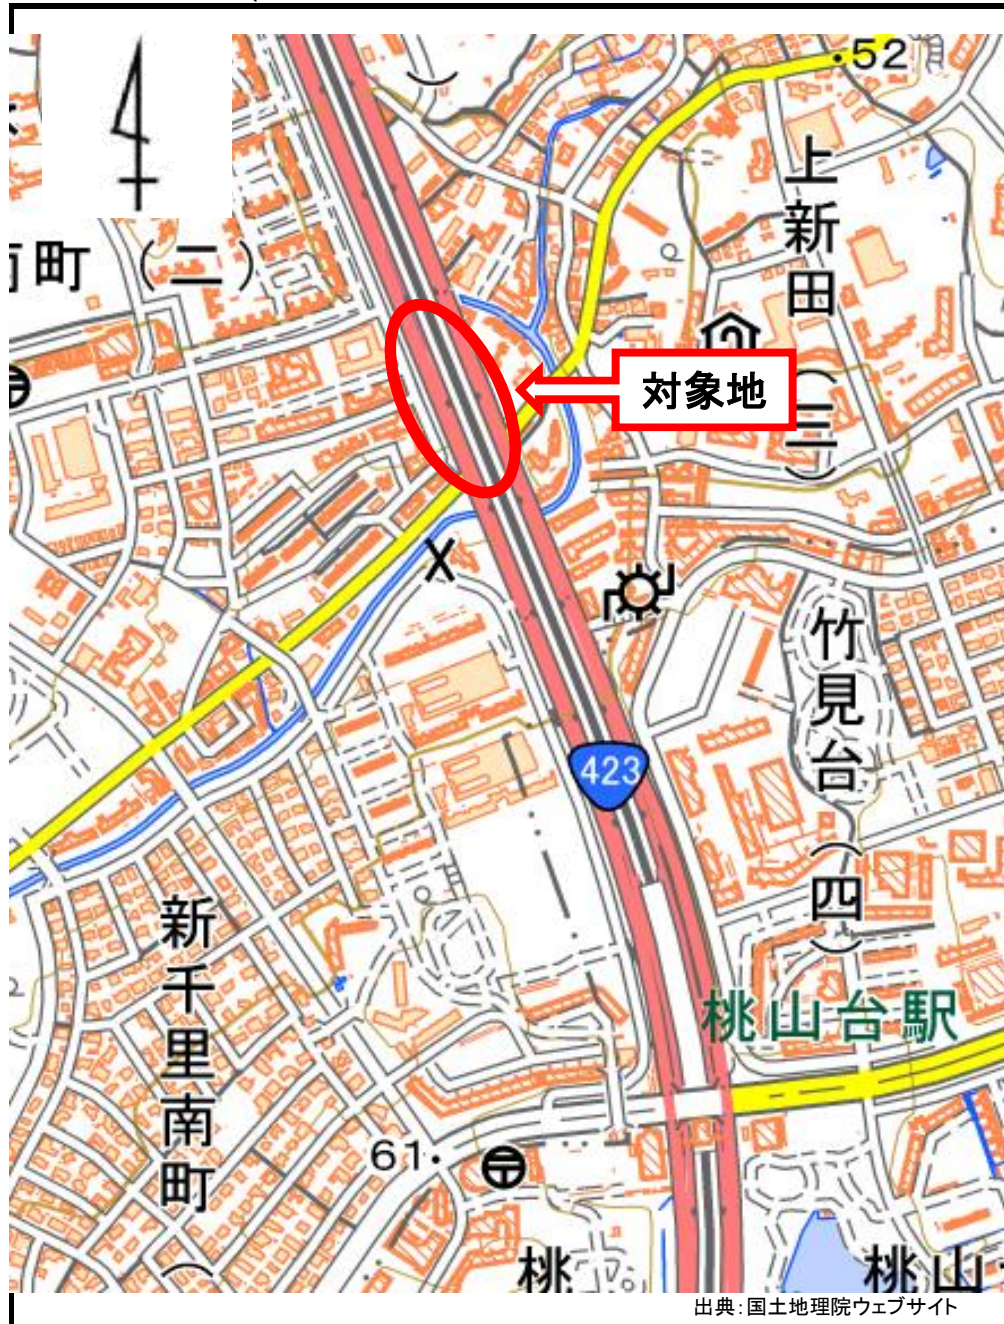 52
上新田
(三)
町 (二)
対象地
竹見台(四)
423
新千里南町(
桃山台駅
61
桃
桃山
出典:国土地理院ウェブサイト